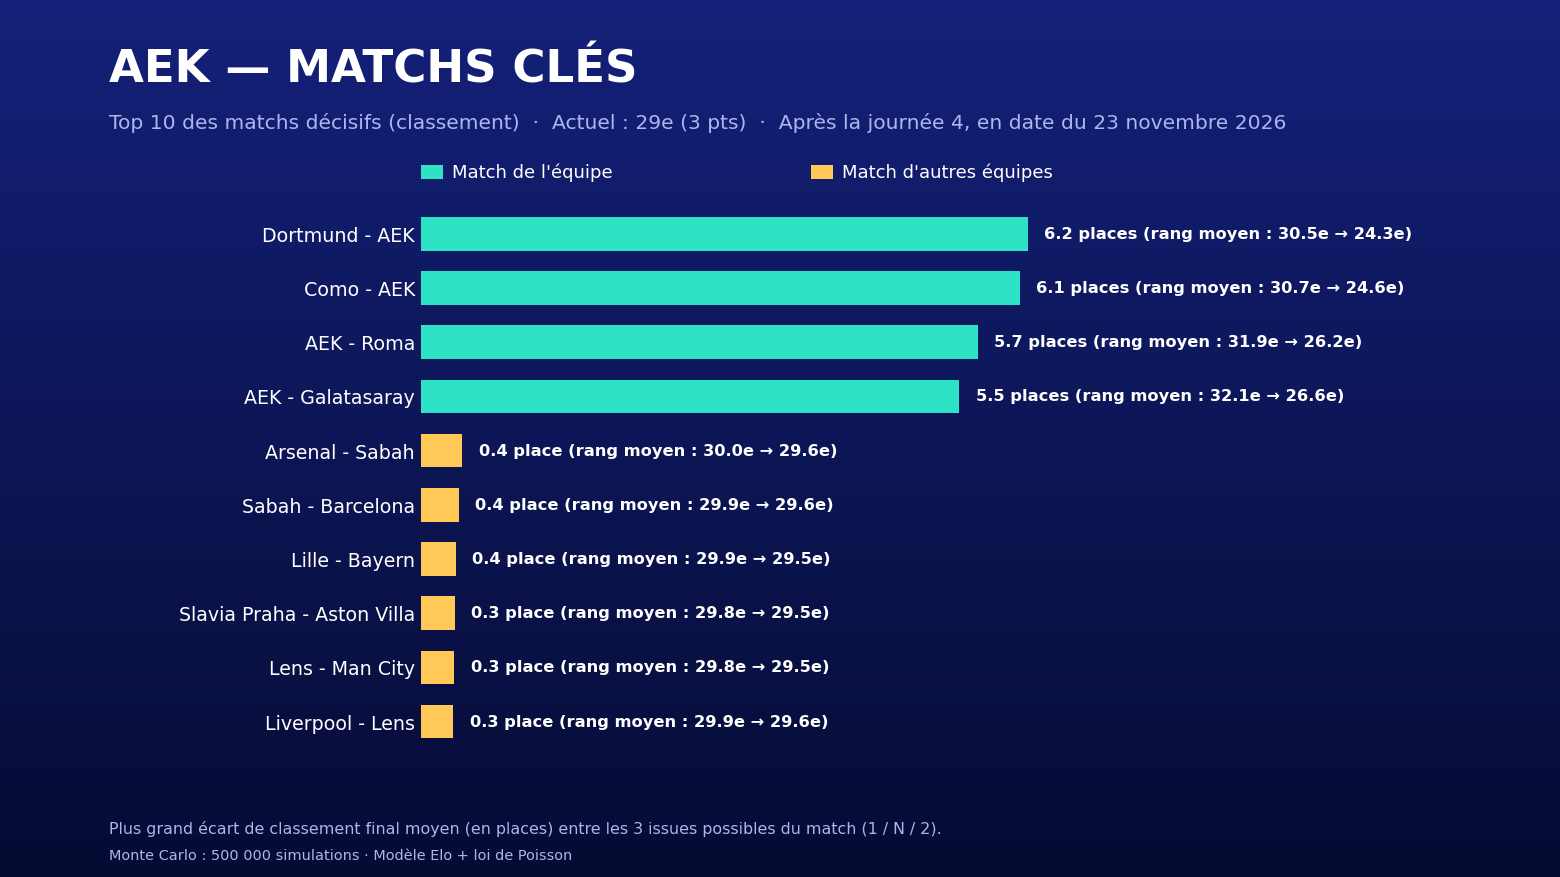 AEK — MATCHS CLÉS
Top 10 des matchs décisifs (classement) · Actuel : 29e (3 pts) · Après la journée 4, en date du 23 novembre 2026
Match de l'équipe Match d'autres équipes
Dortmund - AEK 6.2 places (rang moyen : 30.5e → 24.3e)
Como - AEK 6.1 places (rang moyen : 30.7e → 24.6e)
AEK - Roma 5.7 places (rang moyen : 31.9e → 26.2e)
AEK - Galatasaray 5.5 places (rang moyen : 32.1e → 26.6e)
Arsenal - Sabah 0.4 place (rang moyen : 30.0e → 29.6e)
Sabah - Barcelona 0.4 place (rang moyen : 29.9e → 29.6e)
Lille - Bayern 0.4 place (rang moyen : 29.9e → 29.5e)
Slavia Praha - Aston Villa 0.3 place (rang moyen : 29.8e → 29.5e)
Lens - Man City 0.3 place (rang moyen : 29.8e → 29.5e)
Liverpool - Lens 0.3 place (rang moyen : 29.9e → 29.6e)
Plus grand écart de classement final moyen (en places) entre les 3 issues possibles du match (1 / N / 2).
Monte Carlo : 500 000 simulations · Modèle Elo + loi de Poisson